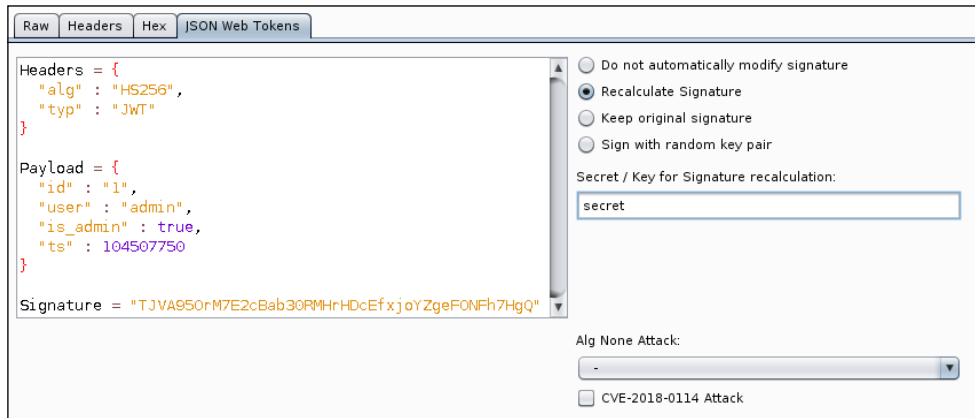 Raw Headers Hex JSON Web Tokens
Headers = {
"alg" : "HS256",
"typ" : "JWT"
}
Payload = {
"id" : "1",
"user" : "admin",
"is_admin" : true,
"ts" : 104507750
}
Signature = "TJVA95OrM7E2cBab30RMHrHDcEfxjoYZgeFONFh7HgQ"
Do not automatically modify signature
Recalculate Signature
Keep original signature
Sign with random key pair
Secret / Key for Signature recalculation:
secret
Alg None Attack:
-
CVE-2018-0114 Attack